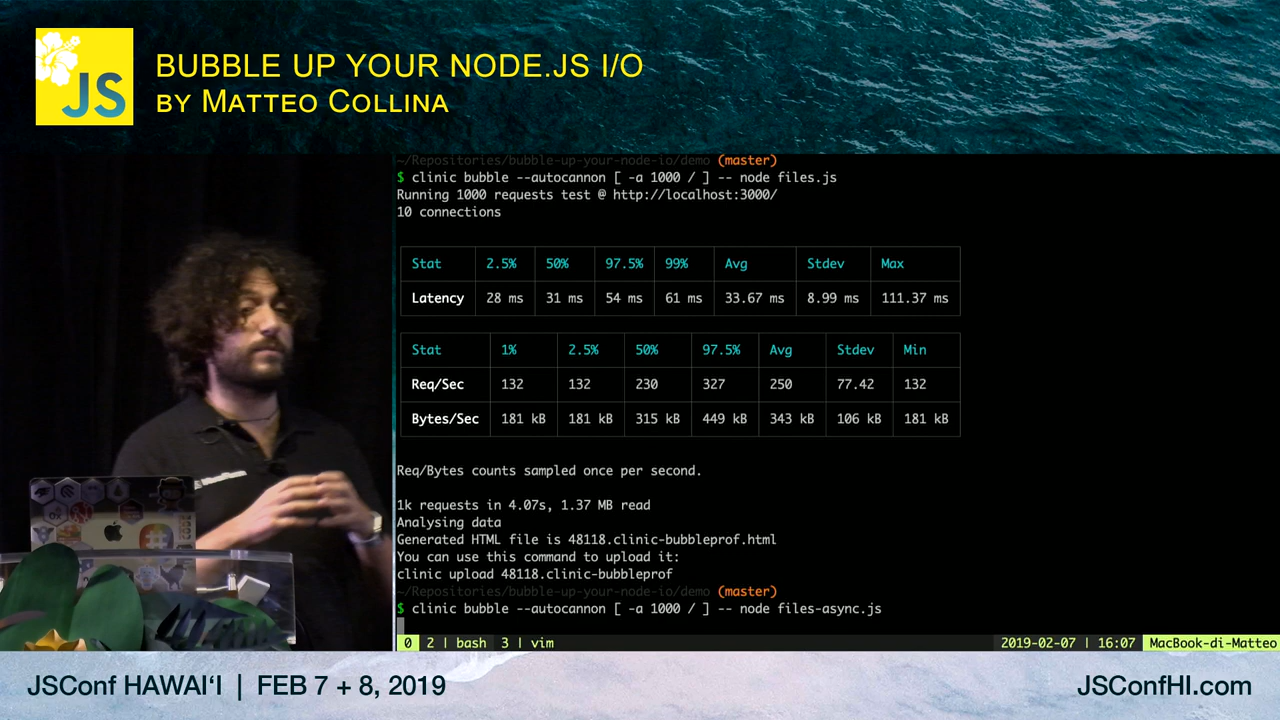 JS
BUBBLE UP YOUR NODE.JS I/O
BY MATTEO COLLINA
~/Repositories/bubble-up-your-node-io/demo (master)
$ clinic bubble --autocannon [ -a 1000 / ] -- node files.js
Running 1000 requests test @ http://localhost:3000/
10 connections
Stat 2.5% 50% 97.5% 99% Avg Stdev Max
Latency 28 ms 31 ms 54 ms 61 ms 33.67 ms 8.99 ms 111.37 ms
Stat 1% 2.5% 50% 97.5% Avg Stdev Min
Req/Sec 132 132 230 327 250 77.42 132
Bytes/Sec 181 kB 181 kB 315 kB 449 kB 343 kB 106 kB 181 kB
Req/Bytes counts sampled once per second.
1k requests in 4.07s, 1.37 MB read
Analysing data
Generated HTML file is 48118.clinic-bubbleprof.html
You can use this command to upload it:
clinic upload 48118.clinic-bubbleprof
~/Repositories/bubble-up-your-node-io/demo (master)
$ clinic bubble --autocannon [ -a 1000 / ] -- node files-async.js
0 2 | bash 3 | vim 2019-02-07 | 16:07 MacBook-di-Matteo
JSConf HAWAI‘I | FEB 7 + 8, 2019
JSConfHI.com